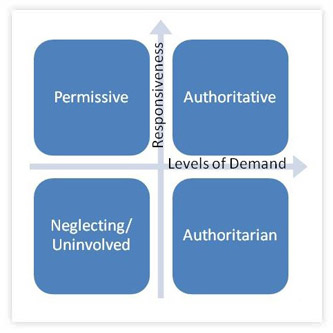 Permissive
Responsiveness
Authoritative
Levels of Demand
Neglecting/
Uninvolved
Authoritarian